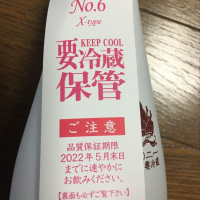 No.6
X-type
KEEP COOL
要冷蔵
保管
ご注意
品質保証期限
2022年5月末日
までに速やかに
お飲みください。
【裏面も必ずご覧下さい】